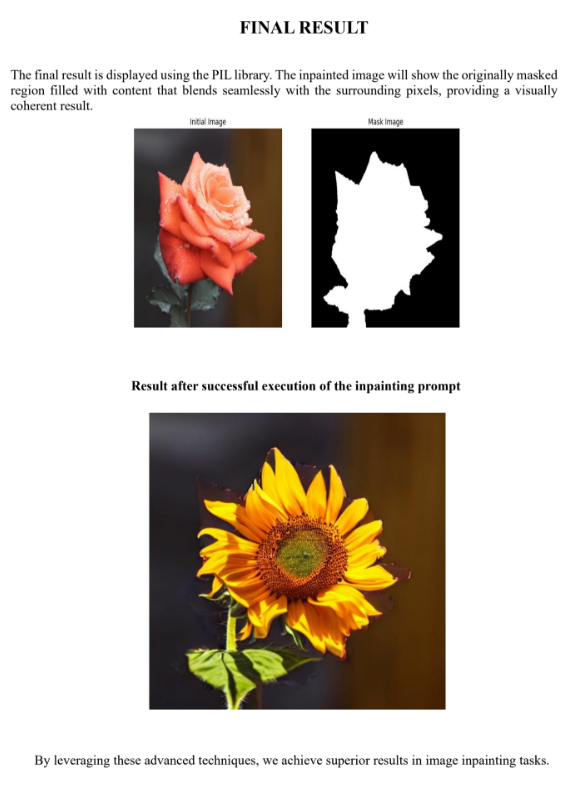 FINAL RESULT
The final result is displayed using the PIL library. The inpainted image will show the originally masked
region filled with content that blends seamlessly with the surrounding pixels, providing a visually
coherent result.
Initial Image
Mask Image
Result after successful execution of the inpainting prompt
By leveraging these advanced techniques, we achieve superior results in image inpainting tasks.